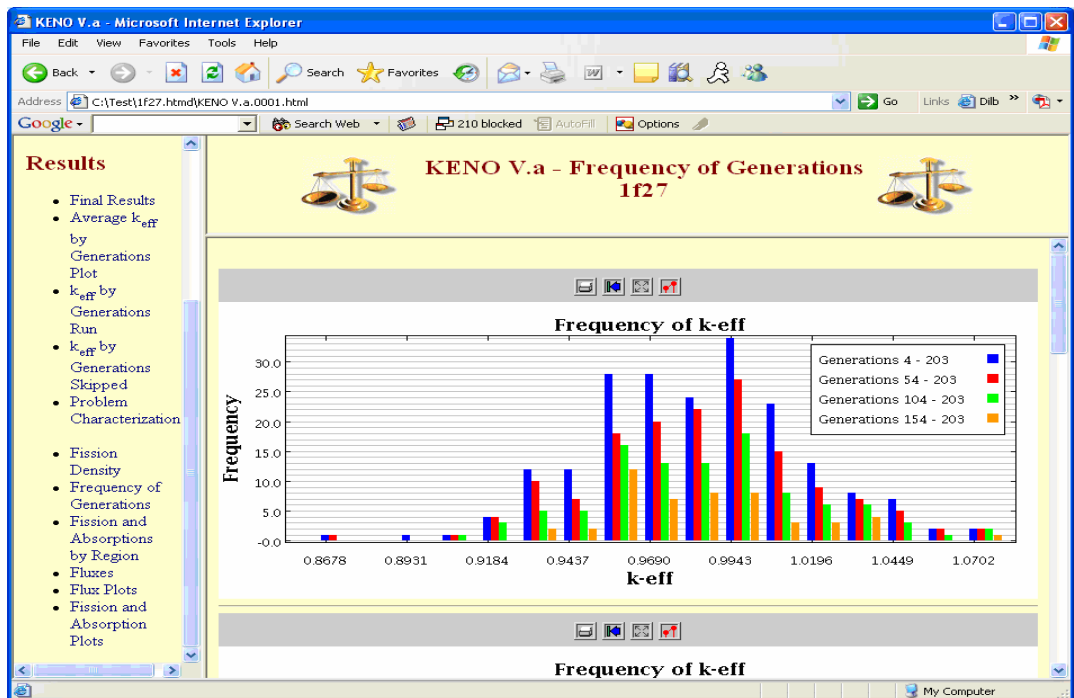 KENO V.a - Microsoft Internet Explorer
File Edit View Favorites Tools Help
Back Search Favorites
Address C:\Test\1f27.htmd\KENO V.a.0001.html Go Links Dilb »
Google Search Web 210 blocked AutoFill Options
Results
Final Results
Average keff
by
Generations
Plot
keff by
Generations
Run
keff by
Generations
Skipped
Problem
Characterization
Fission
Density
Frequency of
Generations
Fission and
Absorptions
by Region
Fluxes
Flux Plots
Fission and
Absorption
Plots
KENO V.a - Frequency of Generations
1f27
Frequency of k-eff
Generations 4 - 203
Generations 54 - 203
Generations 104 - 203
Generations 154 - 203
Frequency
30.0
25.0
20.0
15.0
10.0
5.0
-0.0
0.8678 0.8931 0.9184 0.9437 0.9690 0.9943 1.0196 1.0449 1.0702
k-eff
Frequency of k-eff
My Computer